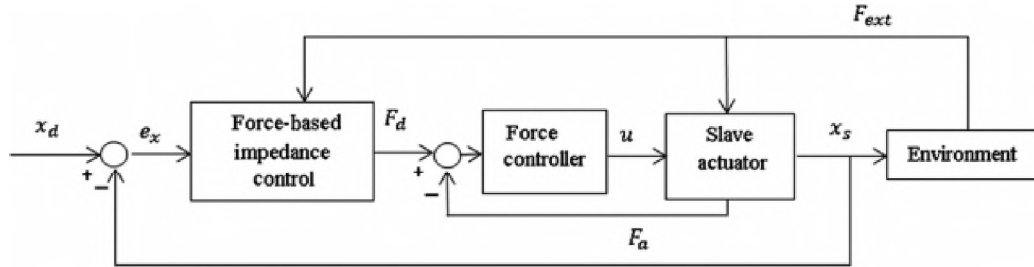 F_ext
x_d
e_x
Force-based
impedance
control
F_d
Force
controller
u
Slave
actuator
x_s
Environment
+
−
+
−
F_a